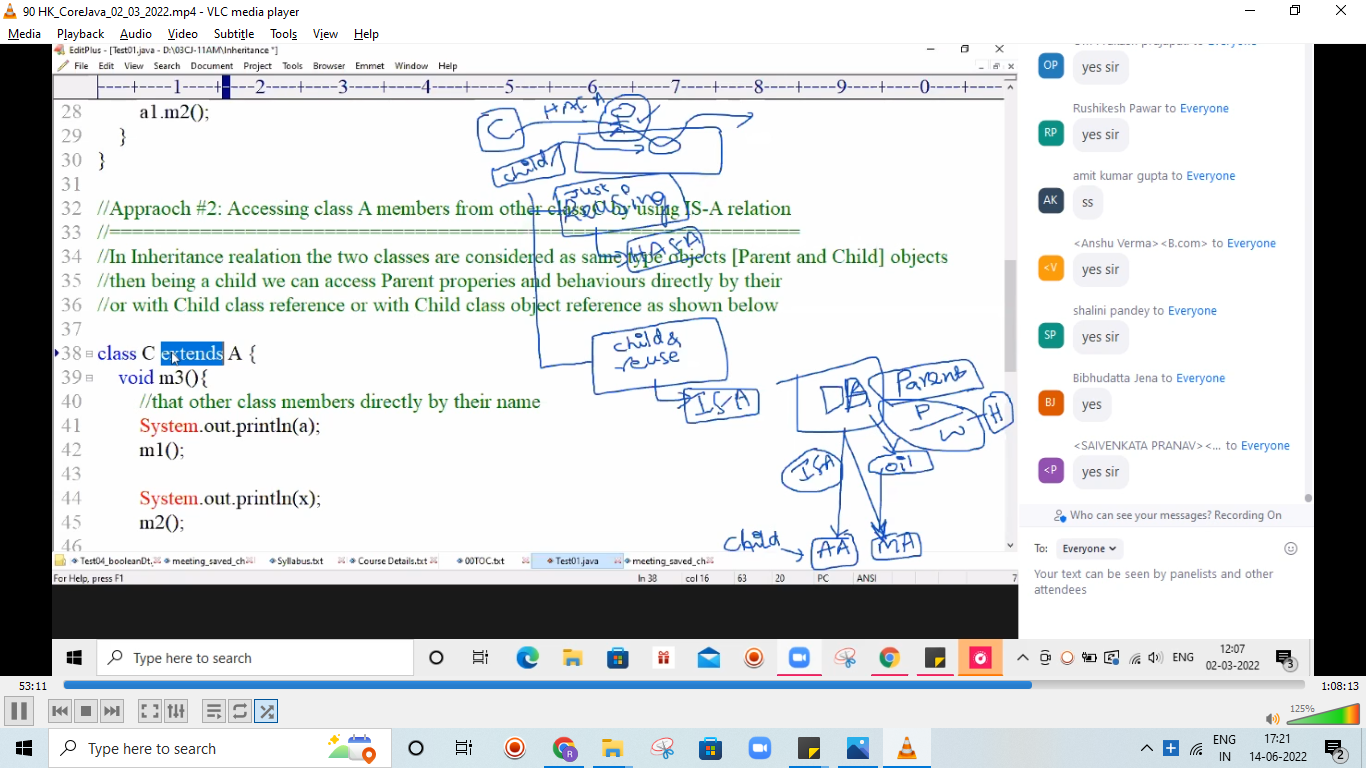 90 HK_CoreJava_02_03_2022.mp4 - VLC media player
Media Playback Audio Video Subtitle Tools View Help
EditPlus - [Test01.java - D:\03CJ-11AM\Inheritance *]
File Edit View Search Document Project Tools Browser Emmet Window Help
----+----1----+----2----+----3----+----4----+----5----+----6----+----7----+----8----+----9----+----0----+----
28 a1.m2();
29 }
30 }
31
32 //Appraoch #2: Accessing class A members from other class C by using IS-A relation
33 //==============================================================
34 //In Inheritance realation the two classes are considered as same type objects [Parent and Child] objects
35 //then being a child we can access Parent properies and behaviours directly by their
36 //or with Child class reference or with Child class object reference as shown below
37
38 class C extends A {
39 void m3(){
40 //that other class members directly by their name
41 System.out.println(a);
42 m1();
43
44 System.out.println(x);
45 m2();
46
C
HAS-A
child
Just
Reusing
HASA
child &
reuse
ISA
Parent
P
W
H
ISA
oil
child
AA
MA
Test04_booleanDt. meeting_saved_ch Syllabus.txt Course Details.txt 00TOC.txt Test01.java meeting_saved_ch
For Help, press F1 ln 38 col 16 63 20 PC ANSI
OP
yes sir
Rushikesh Pawar to Everyone
RP
yes sir
amit kumar gupta to Everyone
AK
ss
<Anshu Verma><B.com> to Everyone
<V
yes sir
shalini pandey to Everyone
SP
yes sir
Bibhudatta Jena to Everyone
BJ
yes
<SAIVENKATA PRANAV><... to Everyone
<P
yes sir
Who can see your messages? Recording On
To: Everyone
Your text can be seen by panelists and other
attendees
Type here to search
ENG
12:07
02-03-2022
3
53:11
1:08:13
125%
Type here to search
ENG
IN
17:21
14-06-2022
2